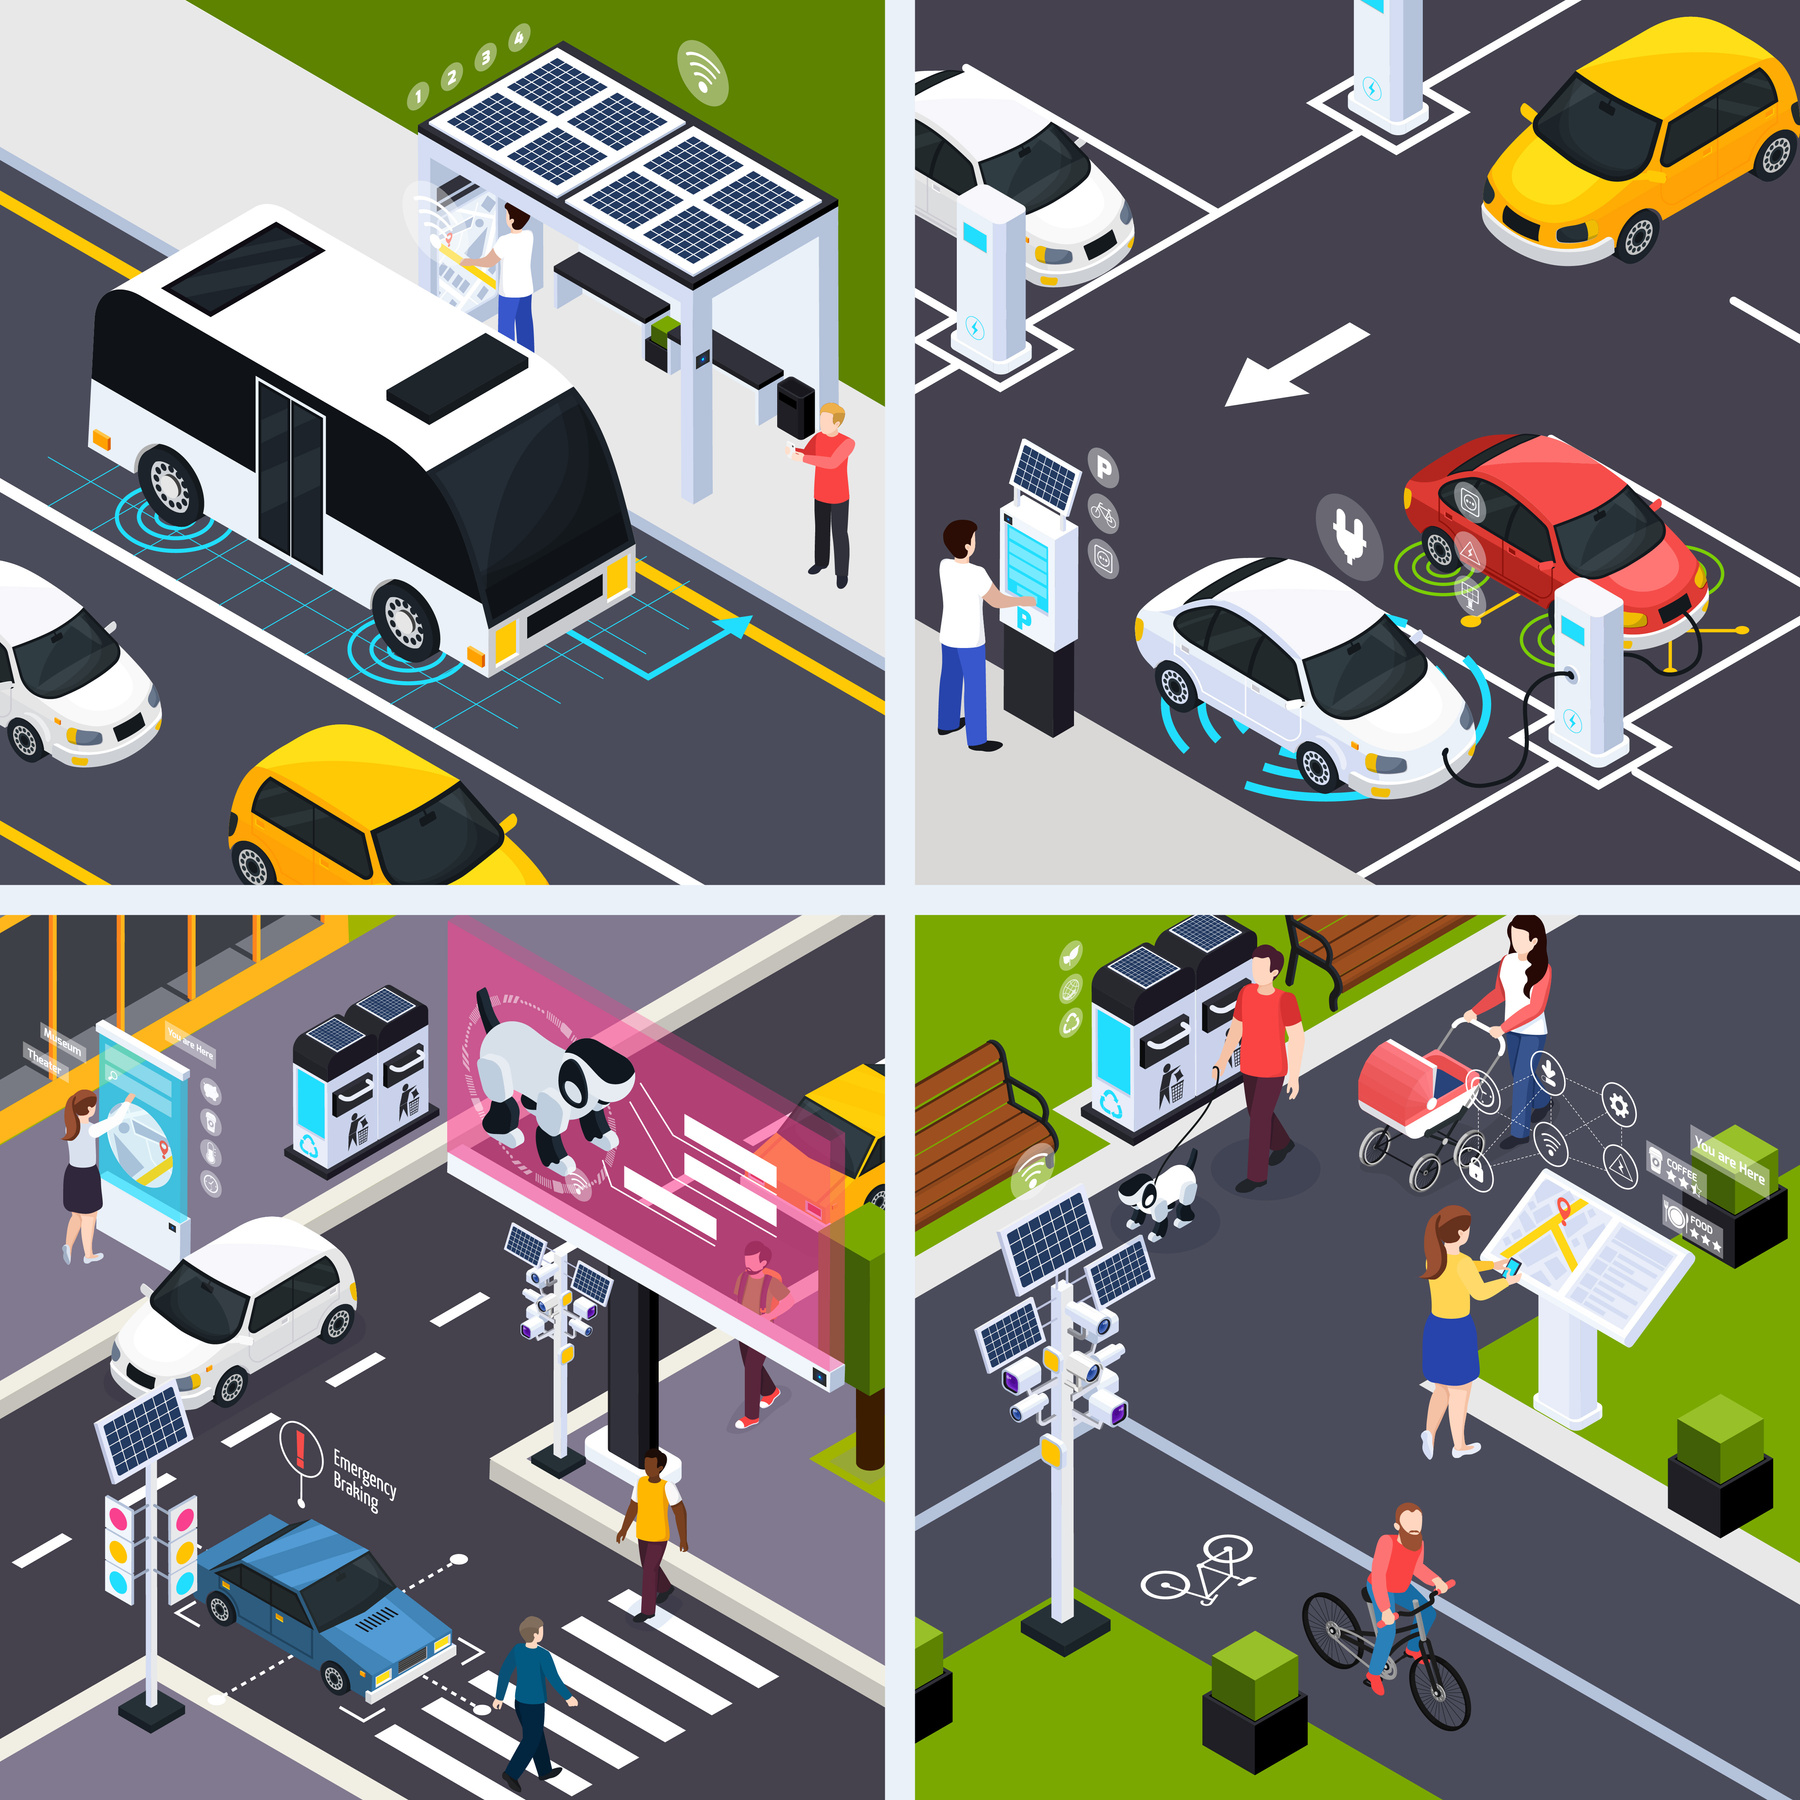 1
2
3
4
P
P
Museum
Theater
You are Here
Emergency
Braking
You are Here
COFFEE
FOOD